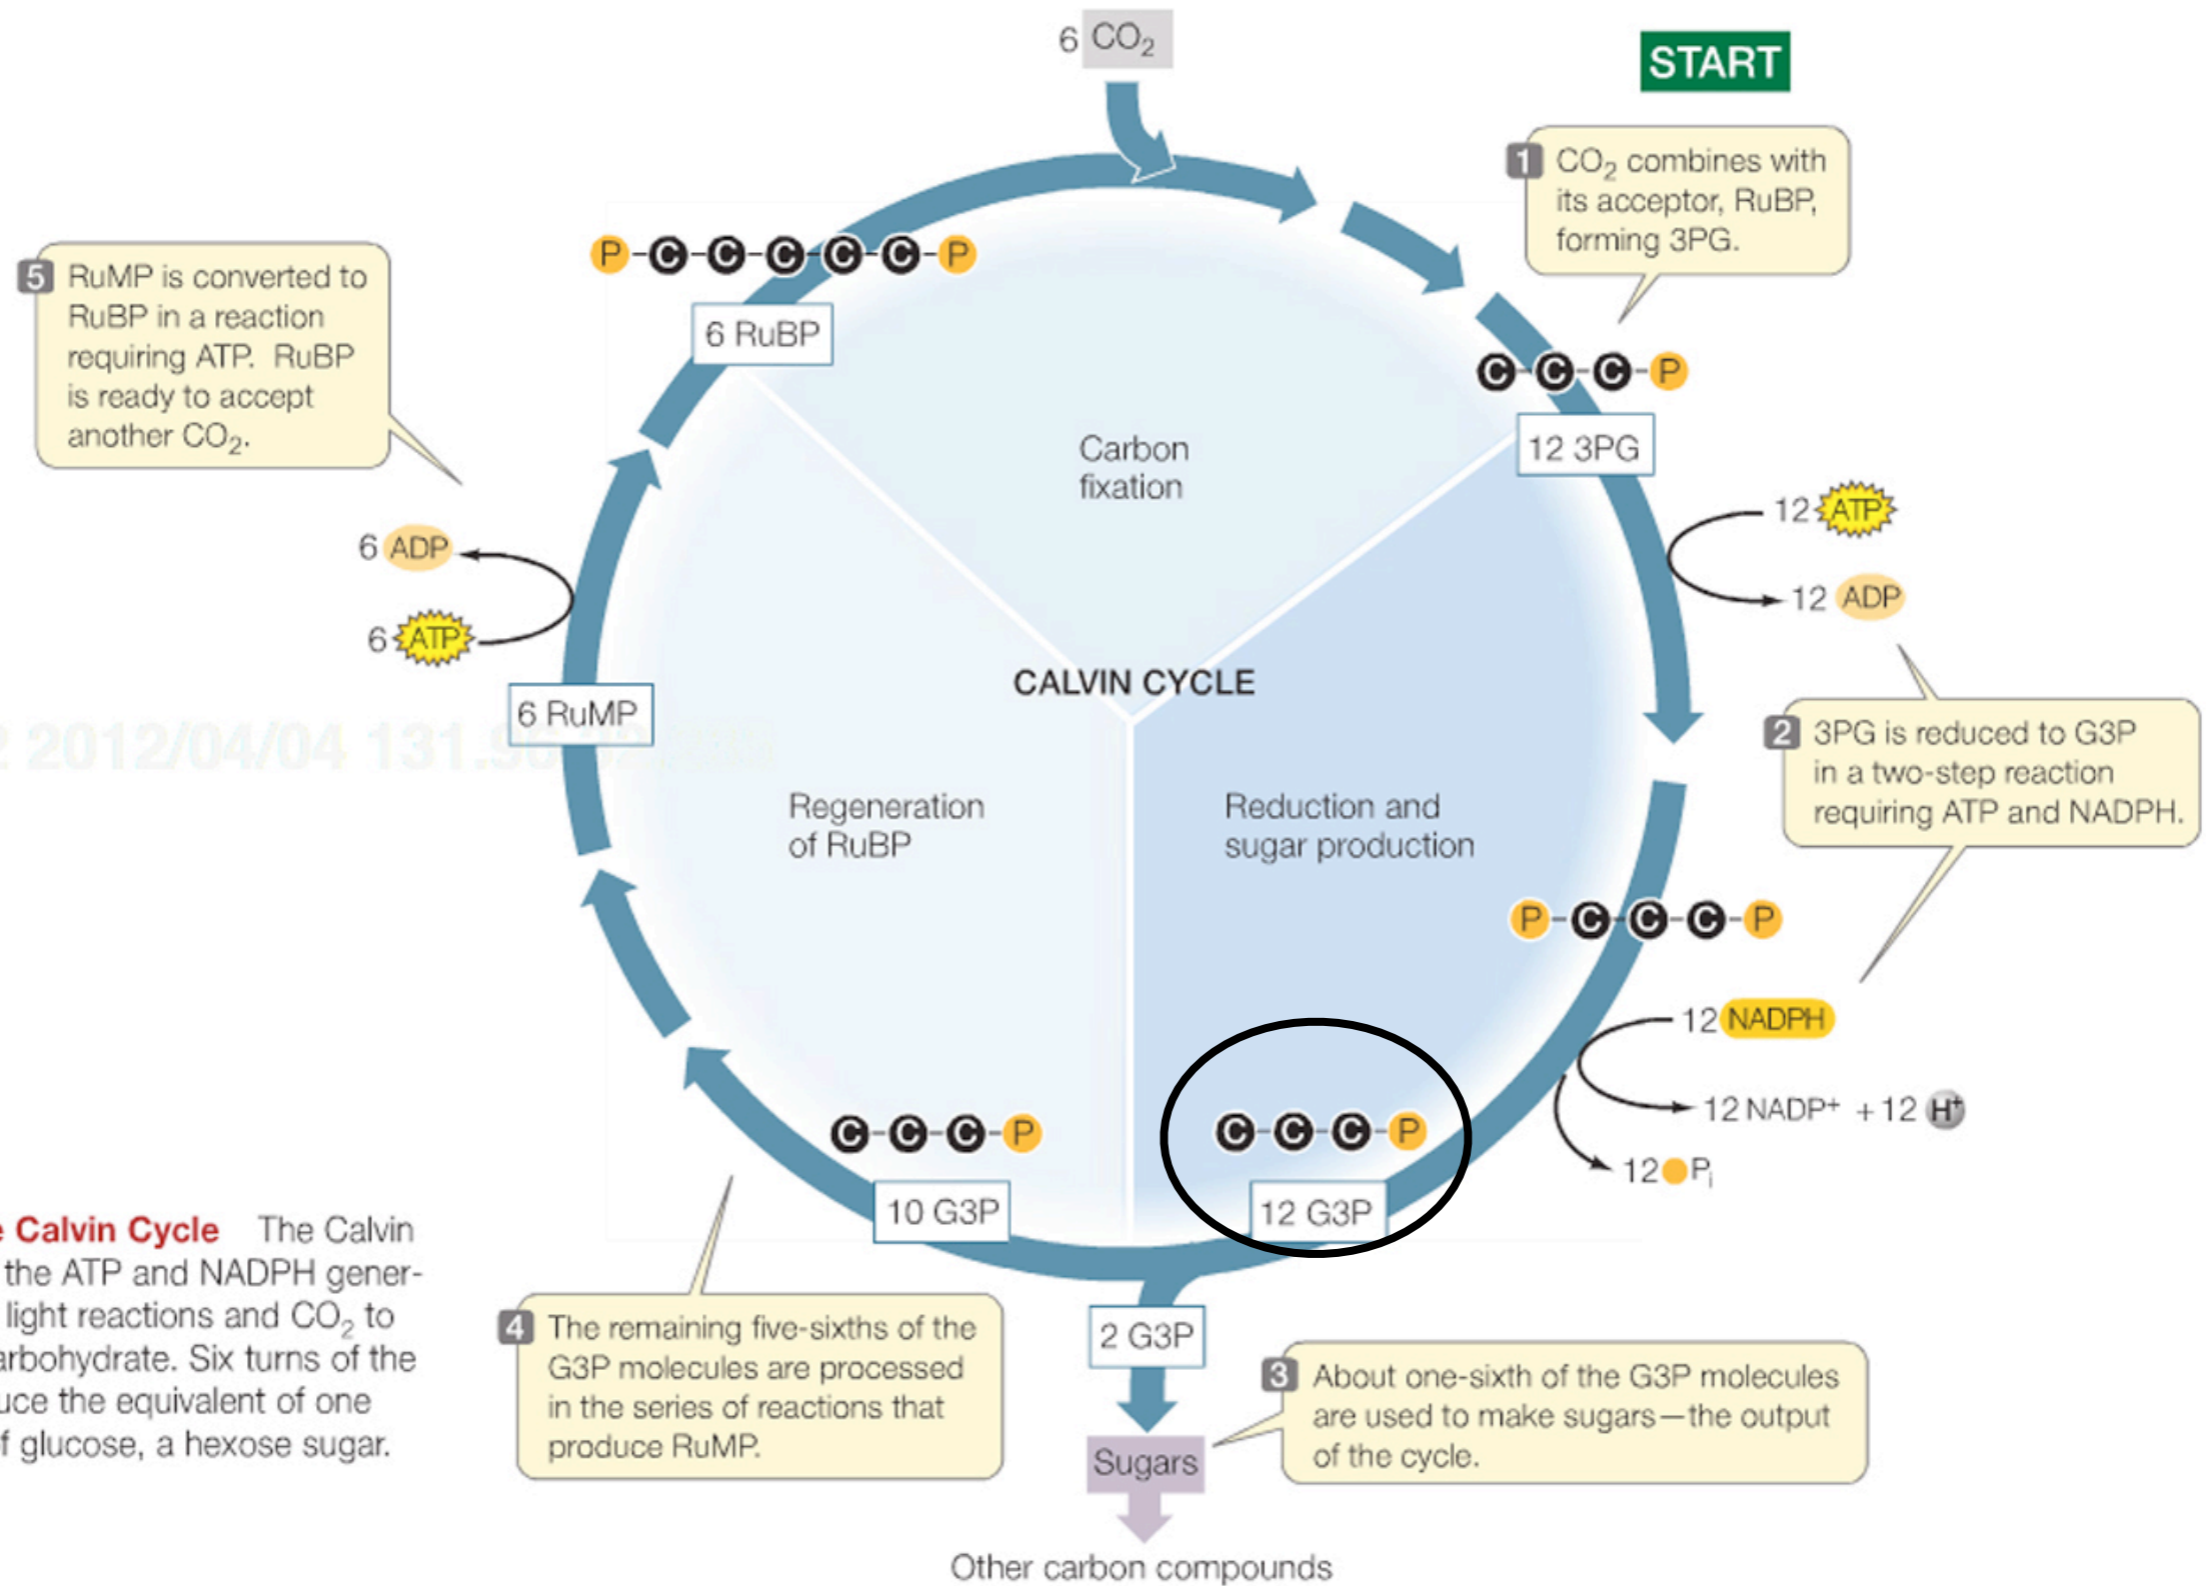 6 CO₂
START
1 CO₂ combines with
its acceptor, RuBP,
forming 3PG.
P-C-C-C-C-C-P
6 RuBP
5 RuMP is converted to
RuBP in a reaction
requiring ATP. RuBP
is ready to accept
another CO₂.
C-C-C-P
12 3PG
Carbon
fixation
12 ATP
12 ADP
6 ADP
6 ATP
CALVIN CYCLE
6 RuMP
2 2012/04/04 131.96
2 3PG is reduced to G3P
in a two-step reaction
requiring ATP and NADPH.
Regeneration
of RuBP
Reduction and
sugar production
P-C-C-C-P
12 NADPH
12 NADP⁺ + 12 H⁺
12 Pᵢ
C-C-C-P
10 G3P
C-C-C-P
12 G3P
Calvin Cycle The Calvin
the ATP and NADPH gener-
light reactions and CO₂ to
arbohydrate. Six turns of the
uce the equivalent of one
f glucose, a hexose sugar.
4 The remaining five-sixths of the
G3P molecules are processed
in the series of reactions that
produce RuMP.
2 G3P
3 About one-sixth of the G3P molecules
are used to make sugars—the output
of the cycle.
Sugars
Other carbon compounds